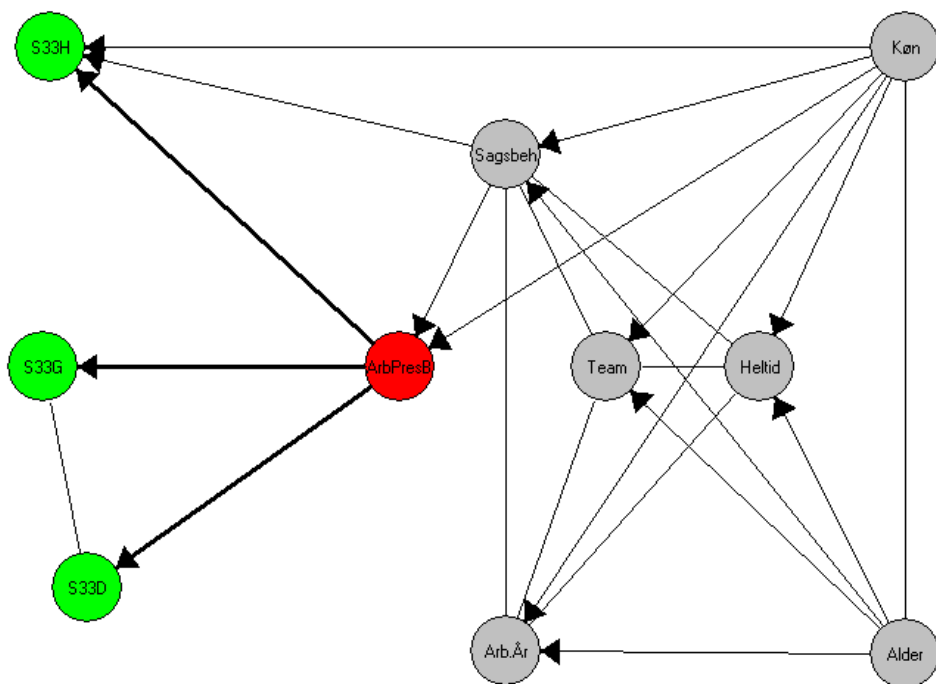 S33H
Køn
Sagsbeh
S33G
ArbPresB
Team
Heltid
S33D
Arb.År
Alder